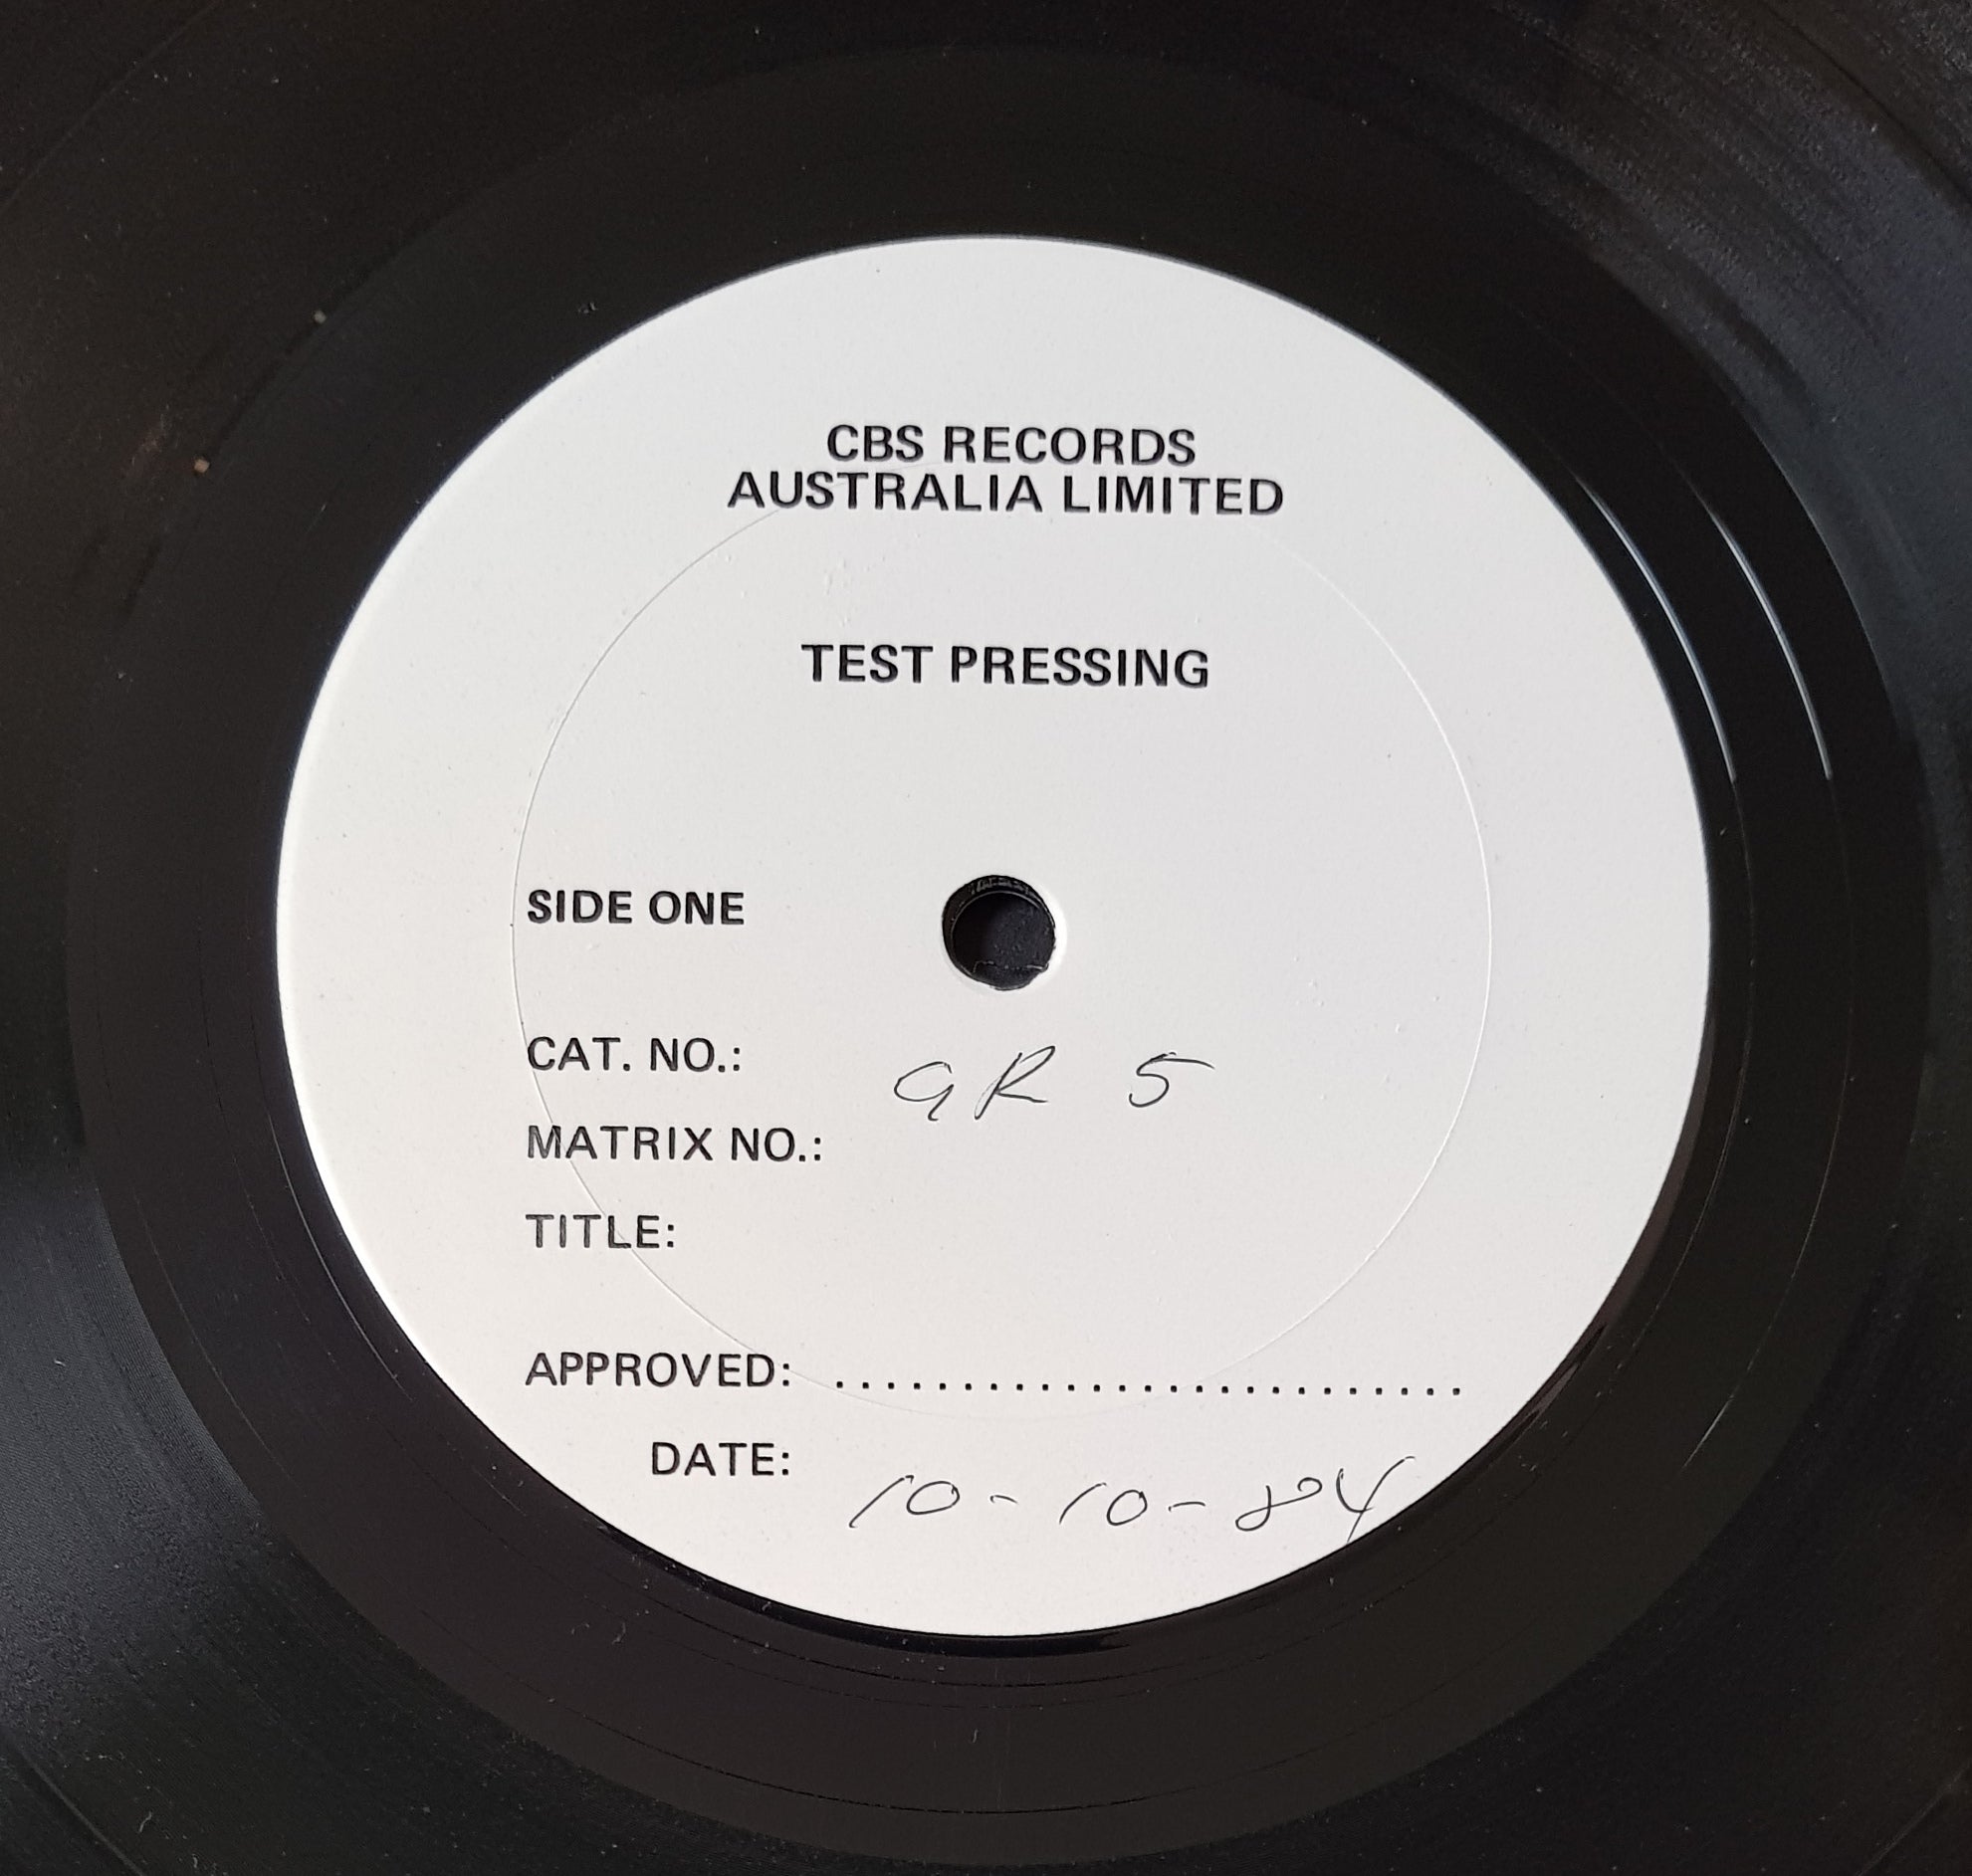 CBS RECORDS
AUSTRALIA LIMITED
TEST PRESSING
SIDE ONE
CAT. NO.: GR 5
MATRIX NO.:
TITLE:
APPROVED: .........................
DATE: 10-10-84